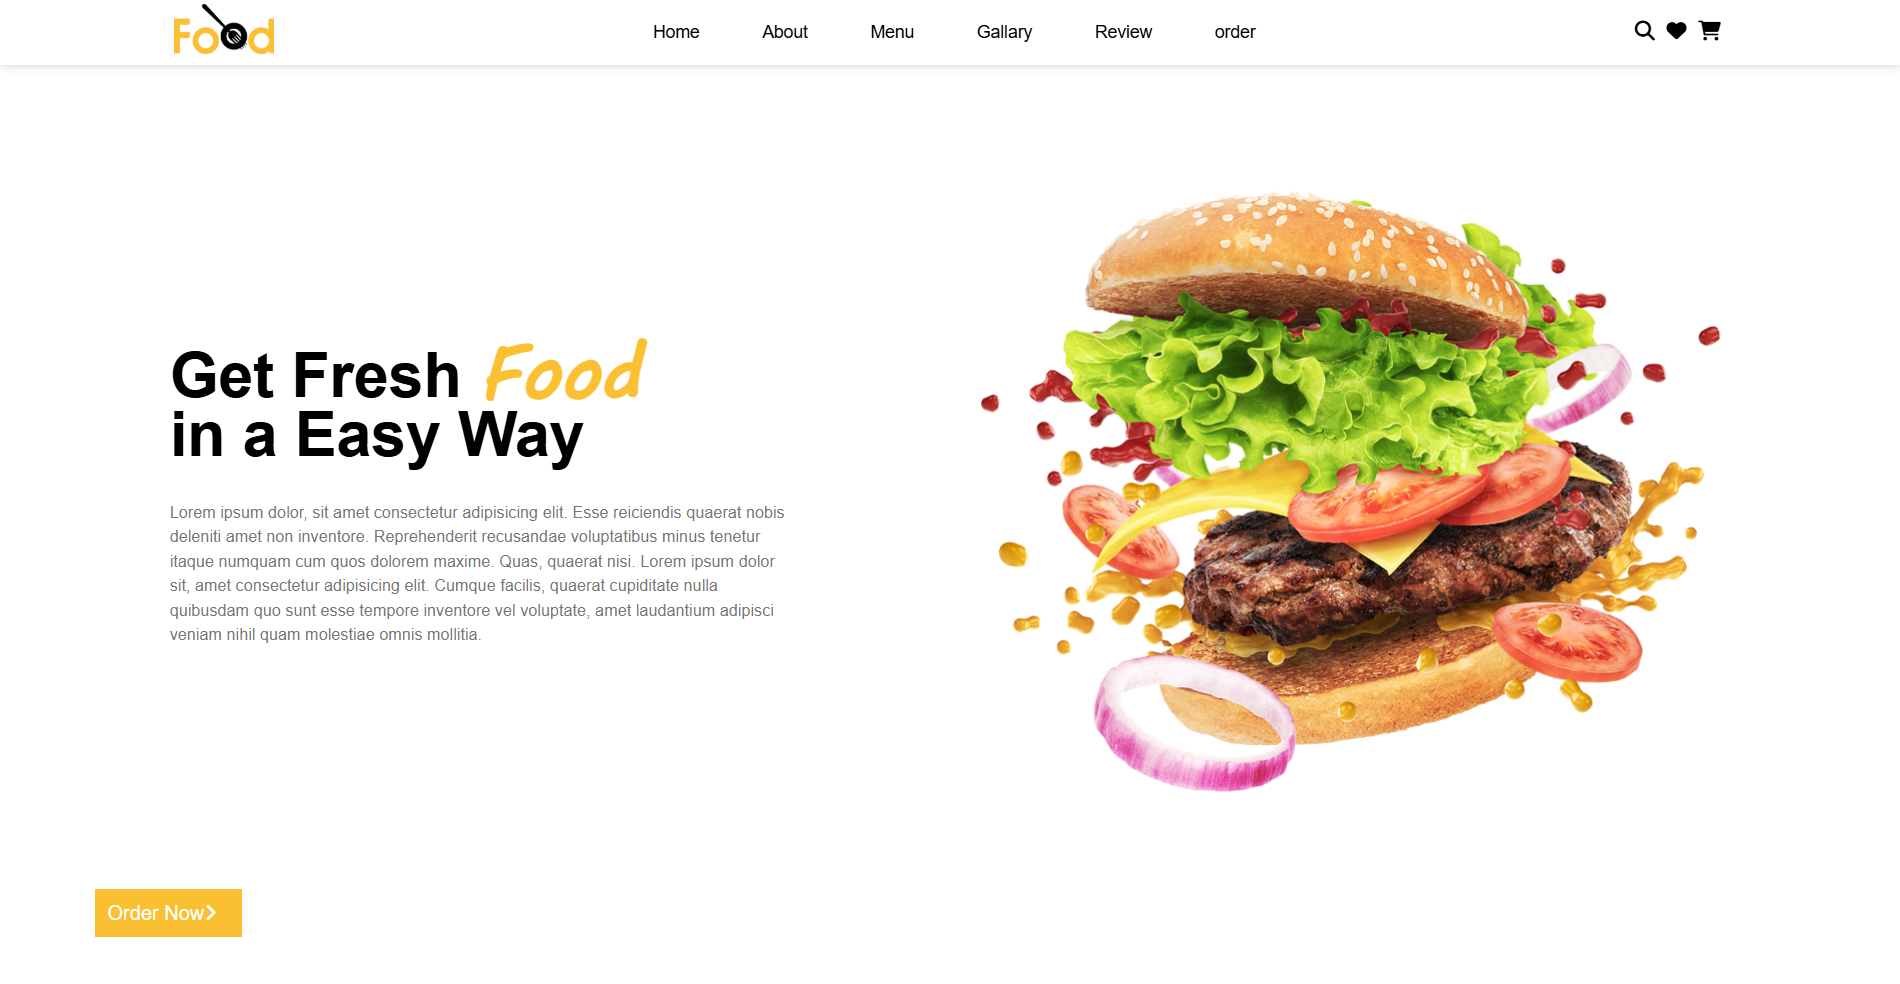 Food
Home About Menu Gallary Review order
Get Fresh Food
in a Easy Way
Lorem ipsum dolor, sit amet consectetur adipisicing elit. Esse reiciendis quaerat nobis
deleniti amet non inventore. Reprehenderit recusandae voluptatibus minus tenetur
itaque numquam cum quos dolorem maxime. Quas, quaerat nisi. Lorem ipsum dolor
sit, amet consectetur adipisicing elit. Cumque facilis, quaerat cupiditate nulla
quibusdam quo sunt esse tempore inventore vel voluptate, amet laudantium adipisci
veniam nihil quam molestiae omnis mollitia.
Order Now